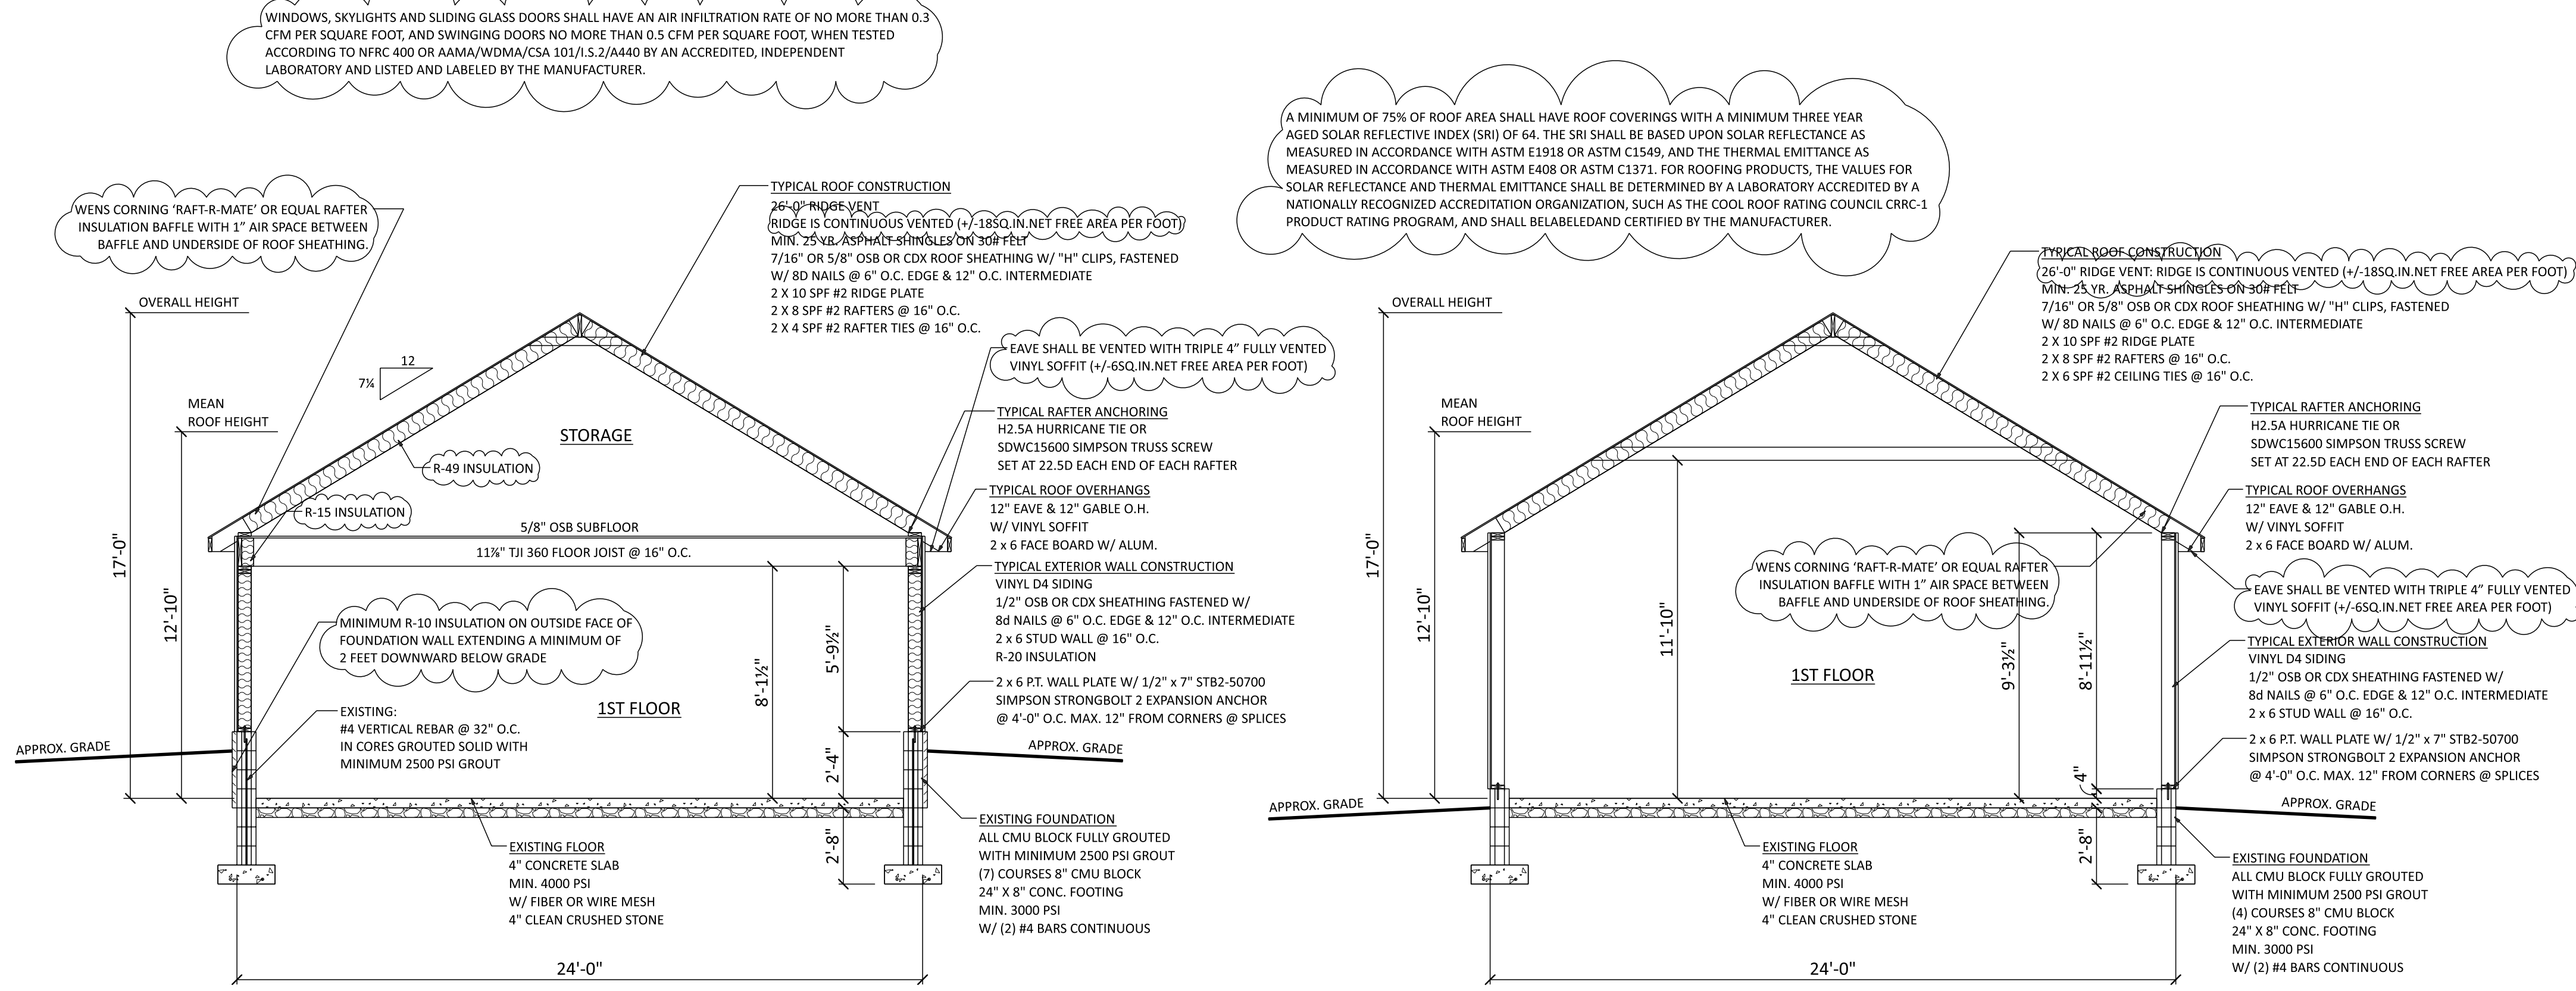 WINDOWS, SKYLIGHTS AND SLIDING GLASS DOORS SHALL HAVE AN AIR INFILTRATION RATE OF NO MORE THAN 0.3
CFM PER SQUARE FOOT, AND SWINGING DOORS NO MORE THAN 0.5 CFM PER SQUARE FOOT, WHEN TESTED
ACCORDING TO NFRC 400 OR AAMA/WDMA/CSA 101/I.S.2/A440 BY AN ACCREDITED, INDEPENDENT
LABORATORY AND LISTED AND LABELED BY THE MANUFACTURER.
WENS CORNING ‘RAFT-R-MATE’ OR EQUAL RAFTER
INSULATION BAFFLE WITH 1” AIR SPACE BETWEEN
BAFFLE AND UNDERSIDE OF ROOF SHEATHING.
TYPICAL ROOF CONSTRUCTION
26'-0" RIDGE VENT
RIDGE IS CONTINUOUS VENTED (+/-18SQ.IN.NET FREE AREA PER FOOT)
MIN. 25 YR. ASPHALT SHINGLES ON 30# FELT
7/16" OR 5/8" OSB OR CDX ROOF SHEATHING W/ "H" CLIPS, FASTENED
W/ 8D NAILS @ 6" O.C. EDGE & 12" O.C. INTERMEDIATE
2 X 10 SPF #2 RIDGE PLATE
2 X 8 SPF #2 RAFTERS @ 16" O.C.
2 X 4 SPF #2 RAFTER TIES @ 16" O.C.
OVERALL HEIGHT
12
7¼
MEAN
ROOF HEIGHT
EAVE SHALL BE VENTED WITH TRIPLE 4” FULLY VENTED
VINYL SOFFIT (+/-6SQ.IN.NET FREE AREA PER FOOT)
TYPICAL RAFTER ANCHORING
H2.5A HURRICANE TIE OR
SDWC15600 SIMPSON TRUSS SCREW
SET AT 22.5D EACH END OF EACH RAFTER
STORAGE
R-49 INSULATION
R-15 INSULATION
TYPICAL ROOF OVERHANGS
12" EAVE & 12" GABLE O.H.
W/ VINYL SOFFIT
2 x 6 FACE BOARD W/ ALUM.
5/8" OSB SUBFLOOR
11⅞" TJI 360 FLOOR JOIST @ 16" O.C.
TYPICAL EXTERIOR WALL CONSTRUCTION
VINYL D4 SIDING
1/2" OSB OR CDX SHEATHING FASTENED W/
8d NAILS @ 6" O.C. EDGE & 12" O.C. INTERMEDIATE
2 x 6 STUD WALL @ 16" O.C.
R-20 INSULATION
17'-0"
12'-10"
MINIMUM R-10 INSULATION ON OUTSIDE FACE OF
FOUNDATION WALL EXTENDING A MINIMUM OF
2 FEET DOWNWARD BELOW GRADE
8'-1½"
5'-9½"
2'-4"
2'-8"
2 x 6 P.T. WALL PLATE W/ 1/2" x 7" STB2-50700
SIMPSON STRONGBOLT 2 EXPANSION ANCHOR
@ 4'-0" O.C. MAX. 12" FROM CORNERS @ SPLICES
1ST FLOOR
EXISTING:
#4 VERTICAL REBAR @ 32" O.C.
IN CORES GROUTED SOLID WITH
MINIMUM 2500 PSI GROUT
APPROX. GRADE
APPROX. GRADE
EXISTING FLOOR
4" CONCRETE SLAB
MIN. 4000 PSI
W/ FIBER OR WIRE MESH
4" CLEAN CRUSHED STONE
EXISTING FOUNDATION
ALL CMU BLOCK FULLY GROUTED
WITH MINIMUM 2500 PSI GROUT
(7) COURSES 8" CMU BLOCK
24" X 8" CONC. FOOTING
MIN. 3000 PSI
W/ (2) #4 BARS CONTINUOUS
24'-0"
A MINIMUM OF 75% OF ROOF AREA SHALL HAVE ROOF COVERINGS WITH A MINIMUM THREE YEAR
AGED SOLAR REFLECTIVE INDEX (SRI) OF 64. THE SRI SHALL BE BASED UPON SOLAR REFLECTANCE AS
MEASURED IN ACCORDANCE WITH ASTM E1918 OR ASTM C1549, AND THE THERMAL EMITTANCE AS
MEASURED IN ACCORDANCE WITH ASTM E408 OR ASTM C1371. FOR ROOFING PRODUCTS, THE VALUES FOR
SOLAR REFLECTANCE AND THERMAL EMITTANCE SHALL BE DETERMINED BY A LABORATORY ACCREDITED BY A
NATIONALLY RECOGNIZED ACCREDITATION ORGANIZATION, SUCH AS THE COOL ROOF RATING COUNCIL CRRC-1
PRODUCT RATING PROGRAM, AND SHALL BELABELEDAND CERTIFIED BY THE MANUFACTURER.
TYPICAL ROOF CONSTRUCTION
26'-0" RIDGE VENT: RIDGE IS CONTINUOUS VENTED (+/-18SQ.IN.NET FREE AREA PER FOOT)
MIN. 25 YR. ASPHALT SHINGLES ON 30# FELT
7/16" OR 5/8" OSB OR CDX ROOF SHEATHING W/ "H" CLIPS, FASTENED
W/ 8D NAILS @ 6" O.C. EDGE & 12" O.C. INTERMEDIATE
2 X 10 SPF #2 RIDGE PLATE
2 X 8 SPF #2 RAFTERS @ 16" O.C.
2 X 6 SPF #2 CEILING TIES @ 16" O.C.
OVERALL HEIGHT
MEAN
ROOF HEIGHT
TYPICAL RAFTER ANCHORING
H2.5A HURRICANE TIE OR
SDWC15600 SIMPSON TRUSS SCREW
SET AT 22.5D EACH END OF EACH RAFTER
TYPICAL ROOF OVERHANGS
12" EAVE & 12" GABLE O.H.
W/ VINYL SOFFIT
2 x 6 FACE BOARD W/ ALUM.
WENS CORNING ‘RAFT-R-MATE’ OR EQUAL RAFTER
INSULATION BAFFLE WITH 1” AIR SPACE BETWEEN
BAFFLE AND UNDERSIDE OF ROOF SHEATHING.
EAVE SHALL BE VENTED WITH TRIPLE 4” FULLY VENTED
VINYL SOFFIT (+/-6SQ.IN.NET FREE AREA PER FOOT)
17'-0"
12'-10"
11'-10"
9'-3½"
8'-11½"
4"
2'-8"
1ST FLOOR
TYPICAL EXTERIOR WALL CONSTRUCTION
VINYL D4 SIDING
1/2" OSB OR CDX SHEATHING FASTENED W/
8d NAILS @ 6" O.C. EDGE & 12" O.C. INTERMEDIATE
2 x 6 STUD WALL @ 16" O.C.
2 x 6 P.T. WALL PLATE W/ 1/2" x 7" STB2-50700
SIMPSON STRONGBOLT 2 EXPANSION ANCHOR
@ 4'-0" O.C. MAX. 12" FROM CORNERS @ SPLICES
APPROX. GRADE
APPROX. GRADE
EXISTING FLOOR
4" CONCRETE SLAB
MIN. 4000 PSI
W/ FIBER OR WIRE MESH
4" CLEAN CRUSHED STONE
EXISTING FOUNDATION
ALL CMU BLOCK FULLY GROUTED
WITH MINIMUM 2500 PSI GROUT
(4) COURSES 8" CMU BLOCK
24" X 8" CONC. FOOTING
MIN. 3000 PSI
W/ (2) #4 BARS CONTINUOUS
24'-0"